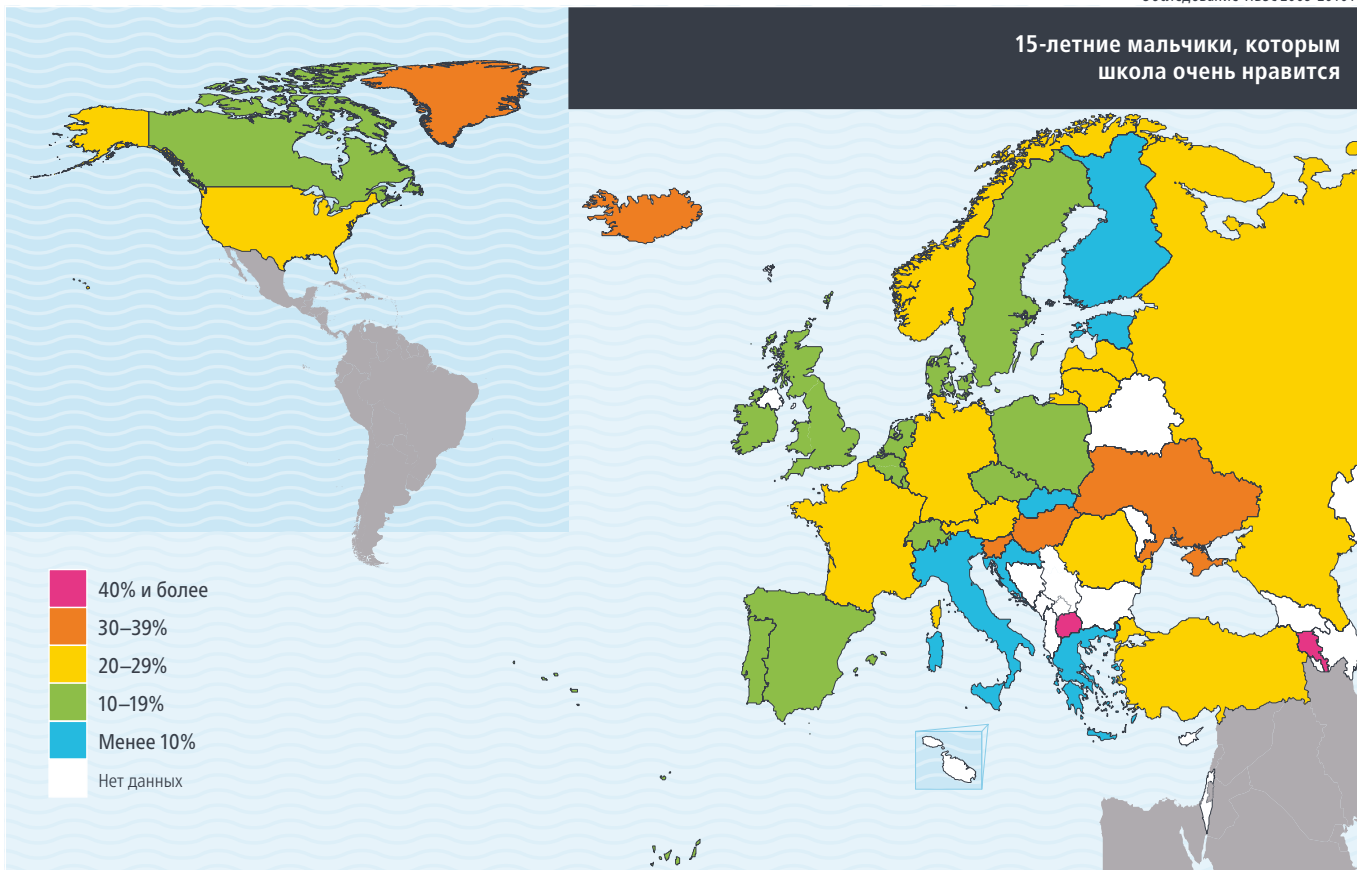 15-летние мальчики, которым
школа очень нравится
40% и более
30–39%
20–29%
10–19%
Менее 10%
Нет данных